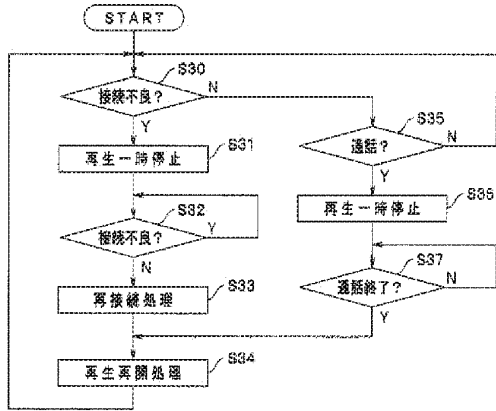 START
S30
接続不良?
N
Y
S31
再生一時停止
S32
接続不良?
Y
N
S33
再接続処理
S34
再生再開処理
S35
通話?
N
Y
S36
再生一時停止
S37
通話終了?
N
Y